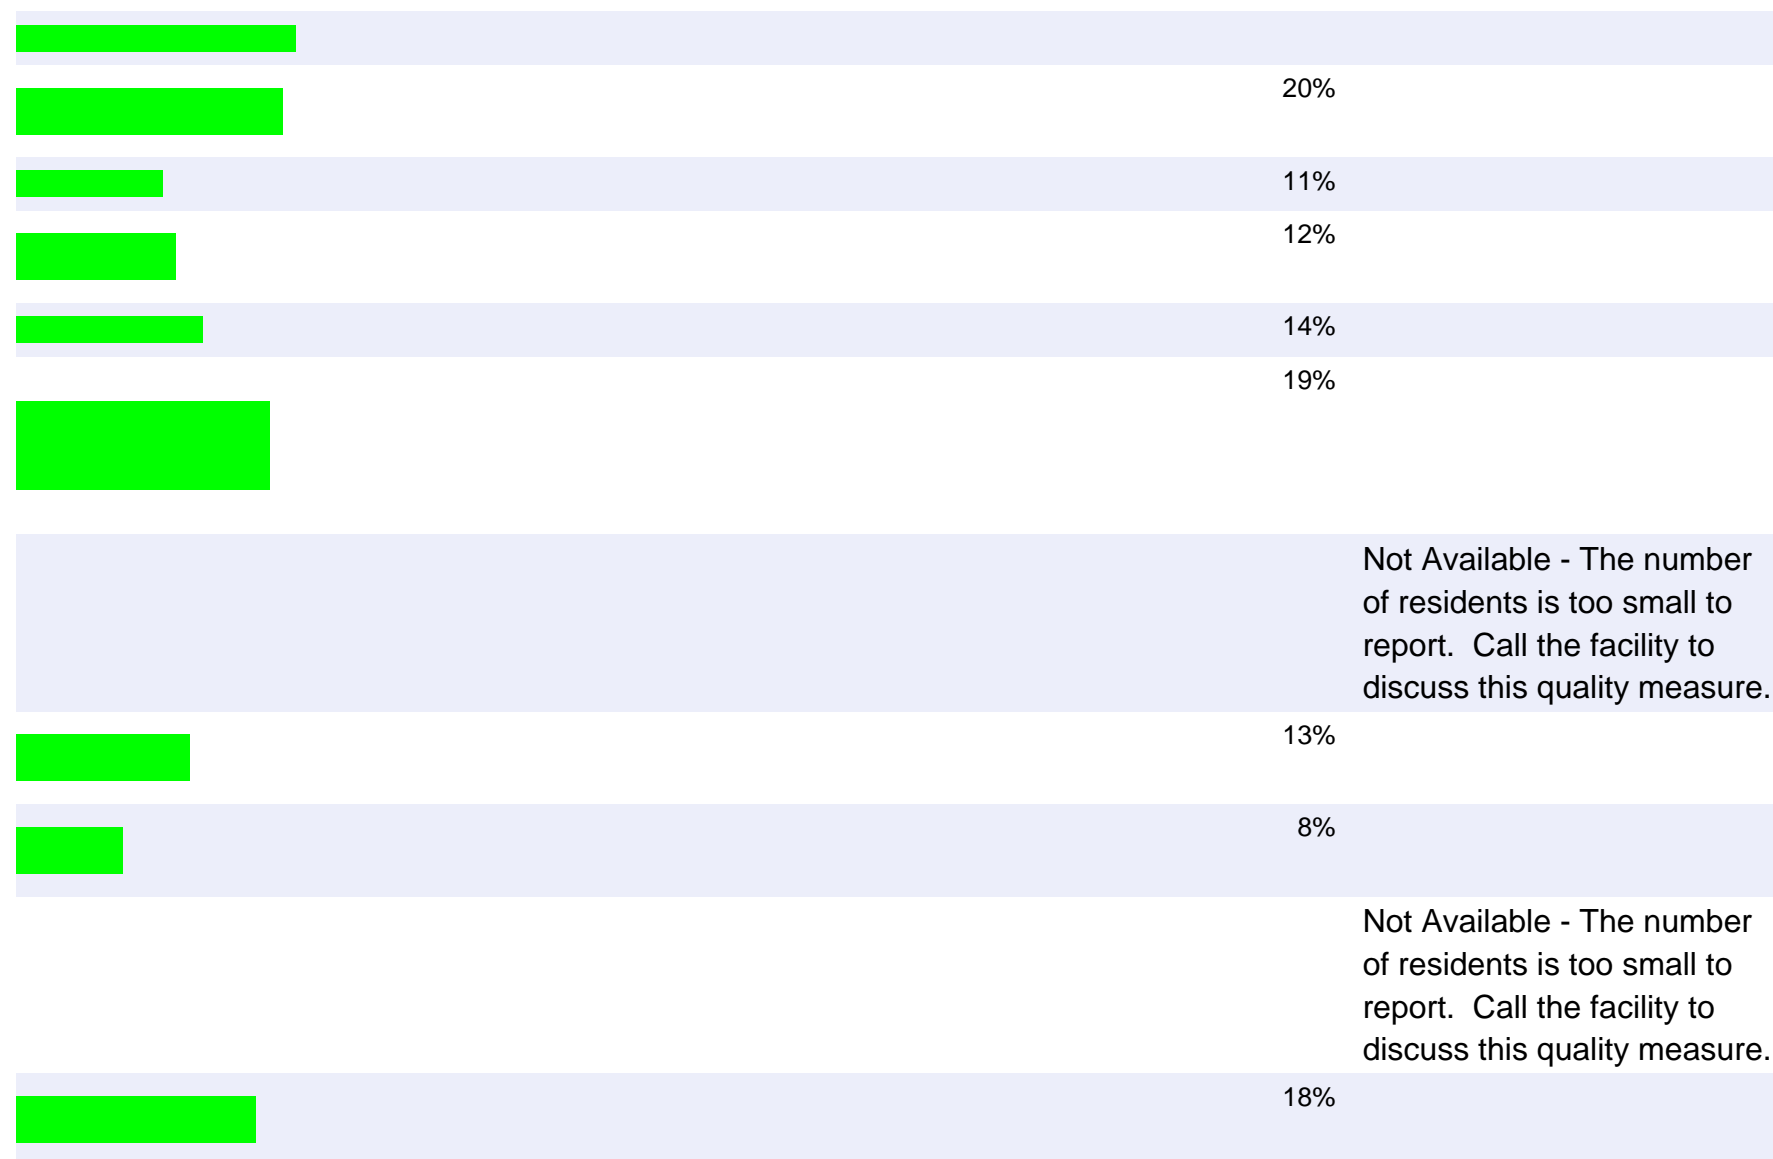 20%
11%
12%
14%
19%
Not Available - The number
of residents is too small to
report.  Call the facility to
discuss this quality measure.
13%
8%
Not Available - The number
of residents is too small to
report.  Call the facility to
discuss this quality measure.
18%